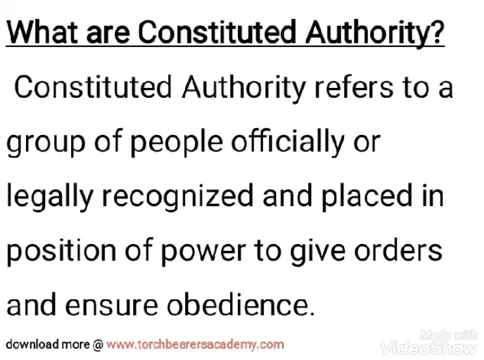 What are Constituted Authority?
Constituted Authority refers to a
group of people officially or
legally recognized and placed in
position of power to give orders
and ensure obedience.
download more @ www.torchbearersacademy.com
Made with
VideoShow